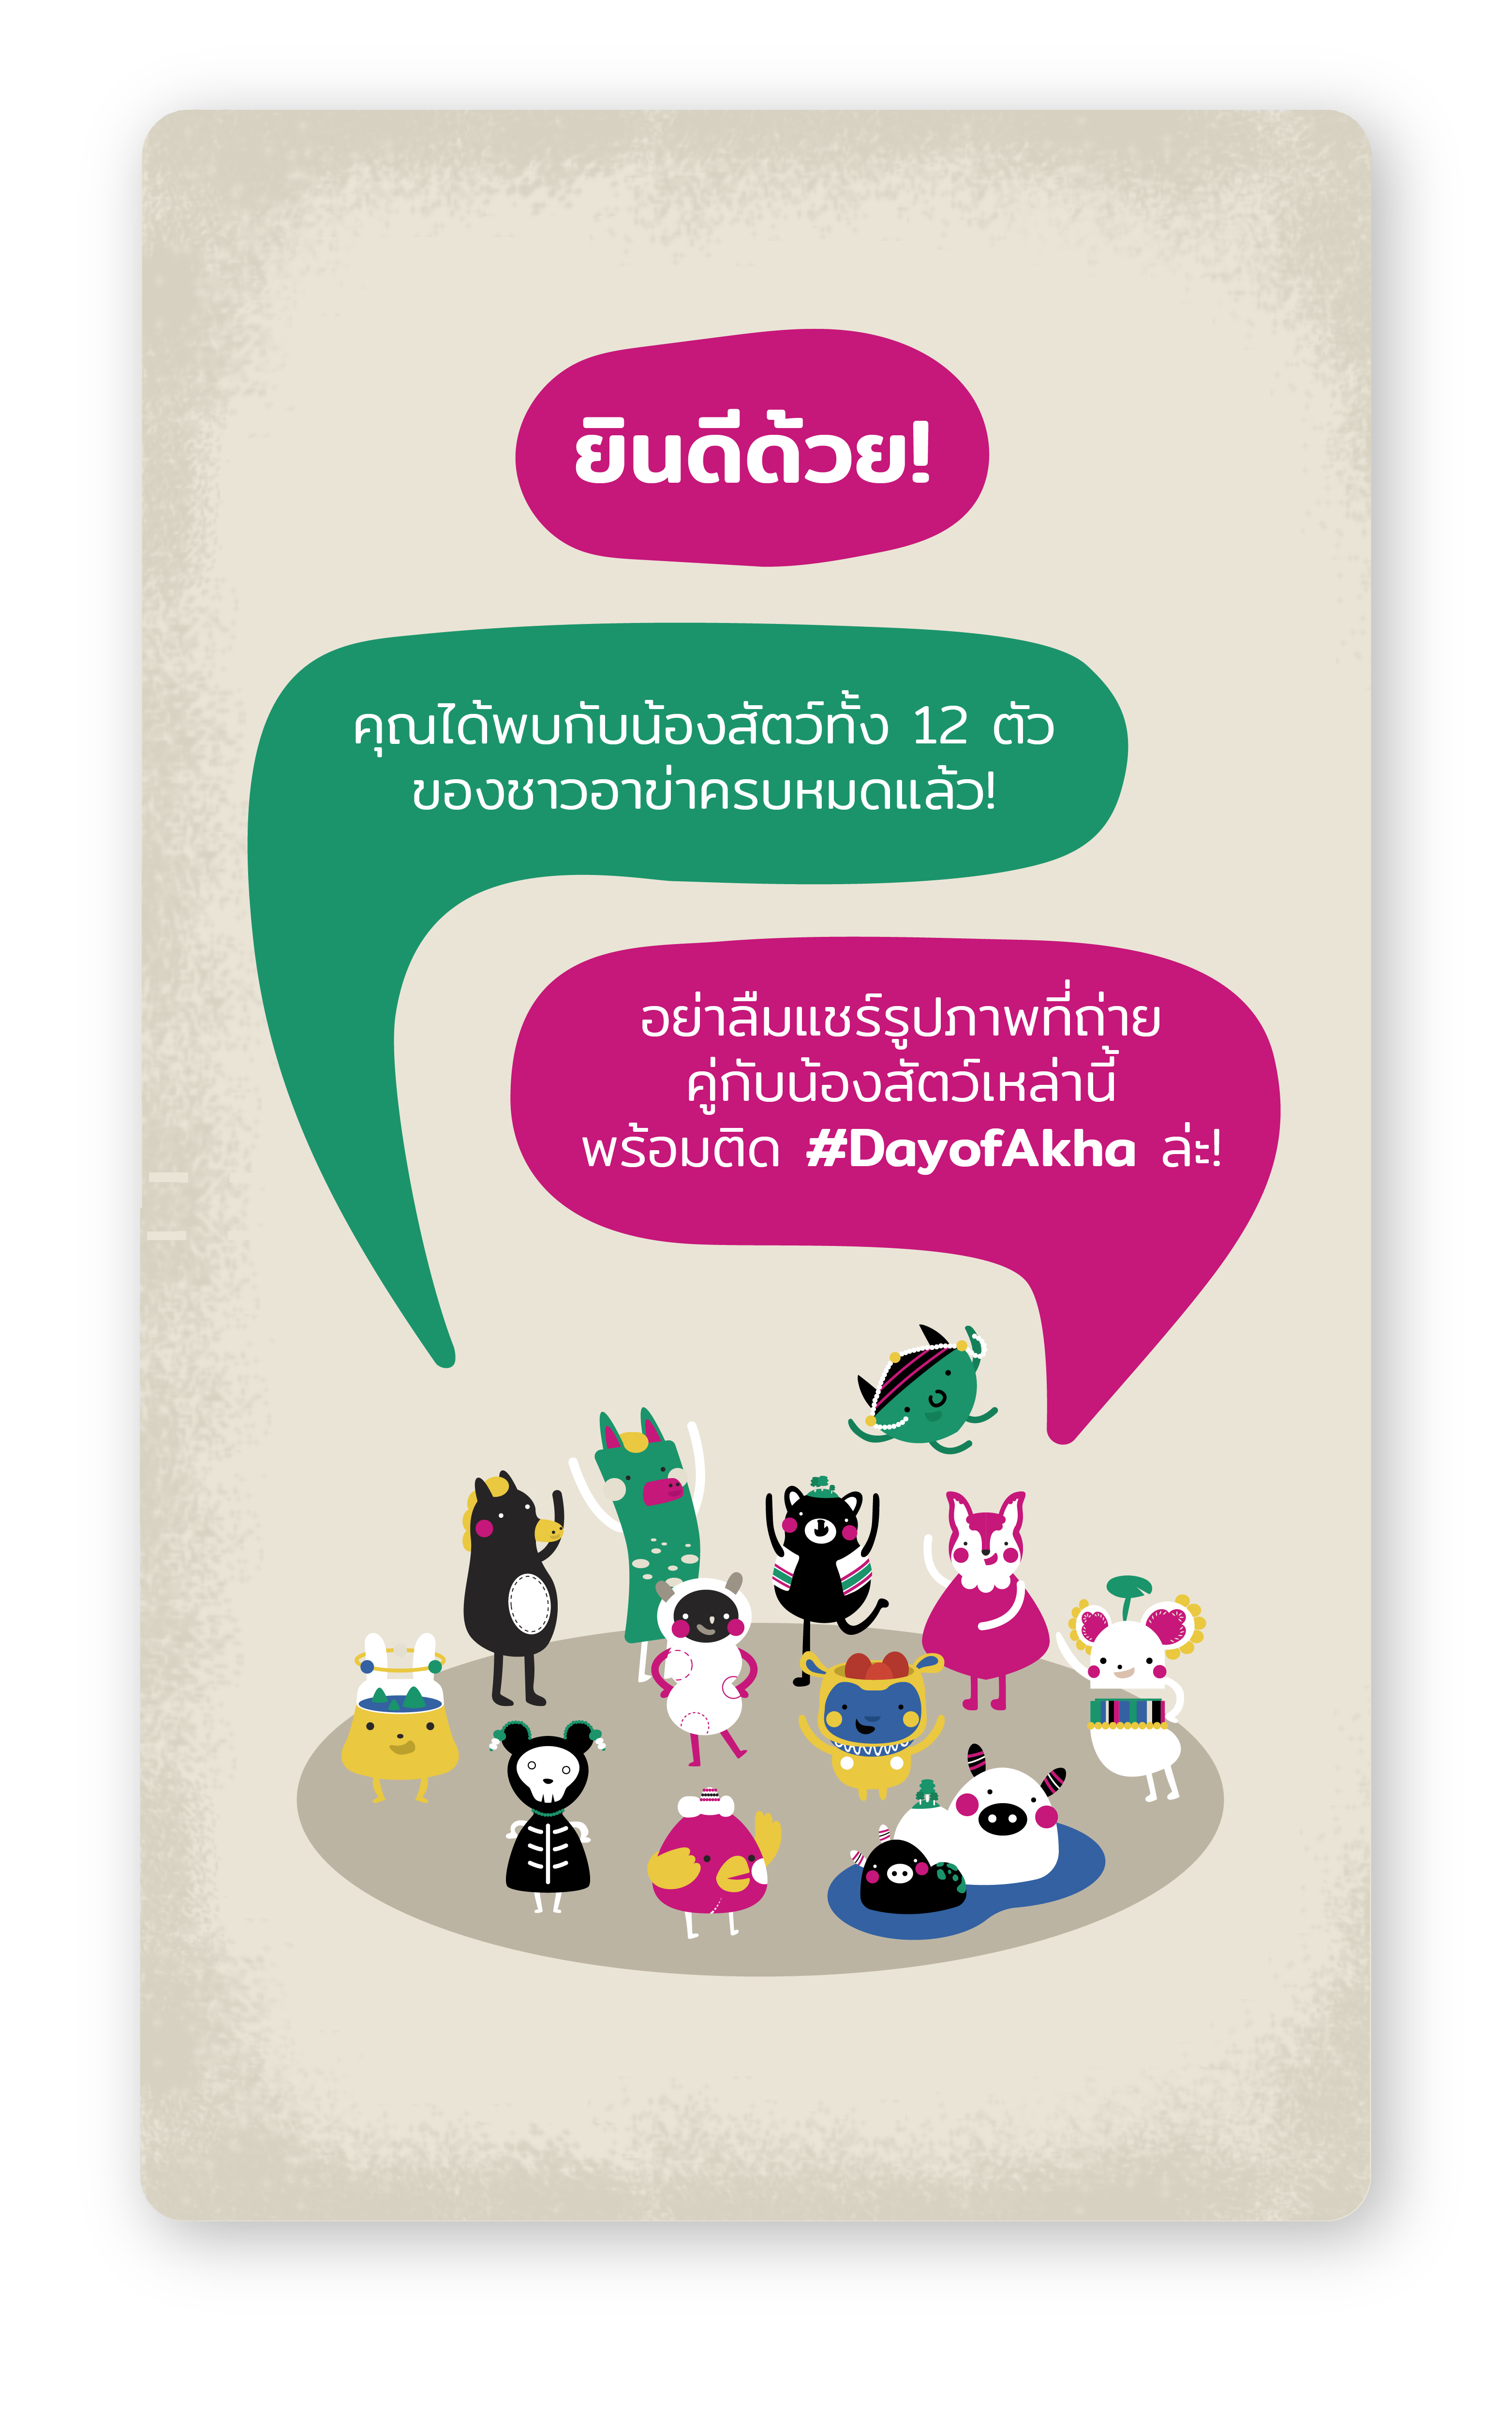 ยินดีด้วย!
คุณได้พบกับน้องสัตว์ทั้ง 12 ตัว
ของชาวอาข่าครบหมดแล้ว!
อย่าลืมแชร์รูปภาพที่ถ่าย
คู่กับน้องสัตว์เหล่านี้
พร้อมติด #DayofAkha ล่ะ!